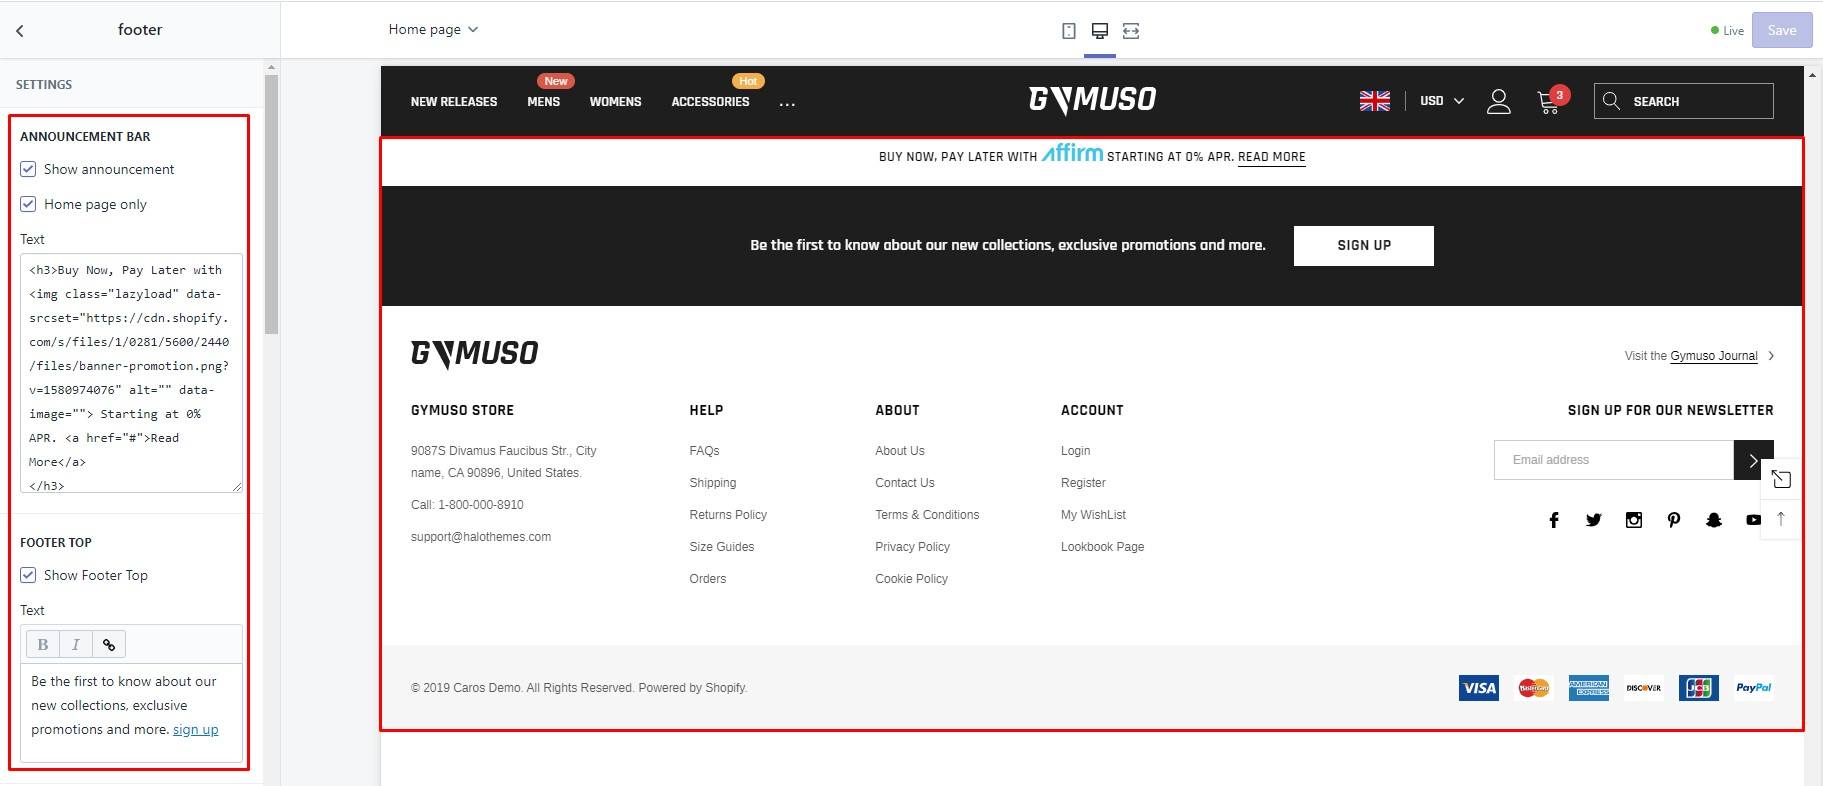 footer
Home page
Live
Save
SETTINGS
ANNOUNCEMENT BAR
Show announcement
Home page only
Text
<h3>Buy Now, Pay Later with
<img class="lazyload" data-
srcset="https://cdn.shopify.
com/s/files/1/0281/5600/2440
/files/banner-promotion.png?
v=1580974076" alt="" data-
image=""> Starting at 0%
APR. <a href="#">Read
More</a>
</h3>
FOOTER TOP
Show Footer Top
Text
B I
Be the first to know about our
new collections, exclusive
promotions and more. sign up
New
Hot
NEW RELEASES MENS WOMENS ACCESSORIES ...
GYMUSO
USD
3
SEARCH
BUY NOW, PAY LATER WITH affirm STARTING AT 0% APR. READ MORE
Be the first to know about our new collections, exclusive promotions and more.
SIGN UP
GYMUSO
Visit the Gymuso Journal
GYMUSO STORE
9087S Divamus Faucibus Str., City
name, CA 90896, United States.
Call: 1-800-000-8910
support@halothemes.com
HELP
FAQs
Shipping
Returns Policy
Size Guides
Orders
ABOUT
About Us
Contact Us
Terms & Conditions
Privacy Policy
Cookie Policy
ACCOUNT
Login
Register
My WishList
Lookbook Page
SIGN UP FOR OUR NEWSLETTER
Email address
© 2019 Caros Demo. All Rights Reserved. Powered by Shopify.
VISA MasterCard AMERICAN EXPRESS DISCOVER JCB PayPal